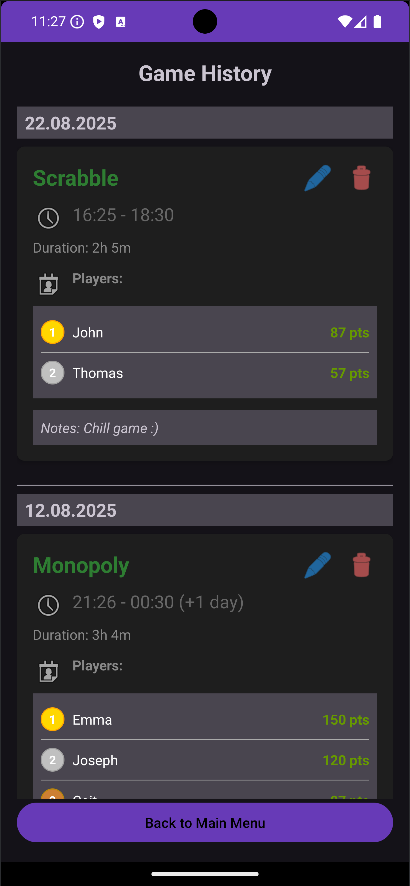 11:27
Game History
22.08.2025
Scrabble
16:25 - 18:30
Duration: 2h 5m
Players:
1 John 87 pts
2 Thomas 57 pts
Notes: Chill game :)
12.08.2025
Monopoly
21:26 - 00:30 (+1 day)
Duration: 3h 4m
Players:
1 Emma 150 pts
2 Joseph 120 pts
Back to Main Menu